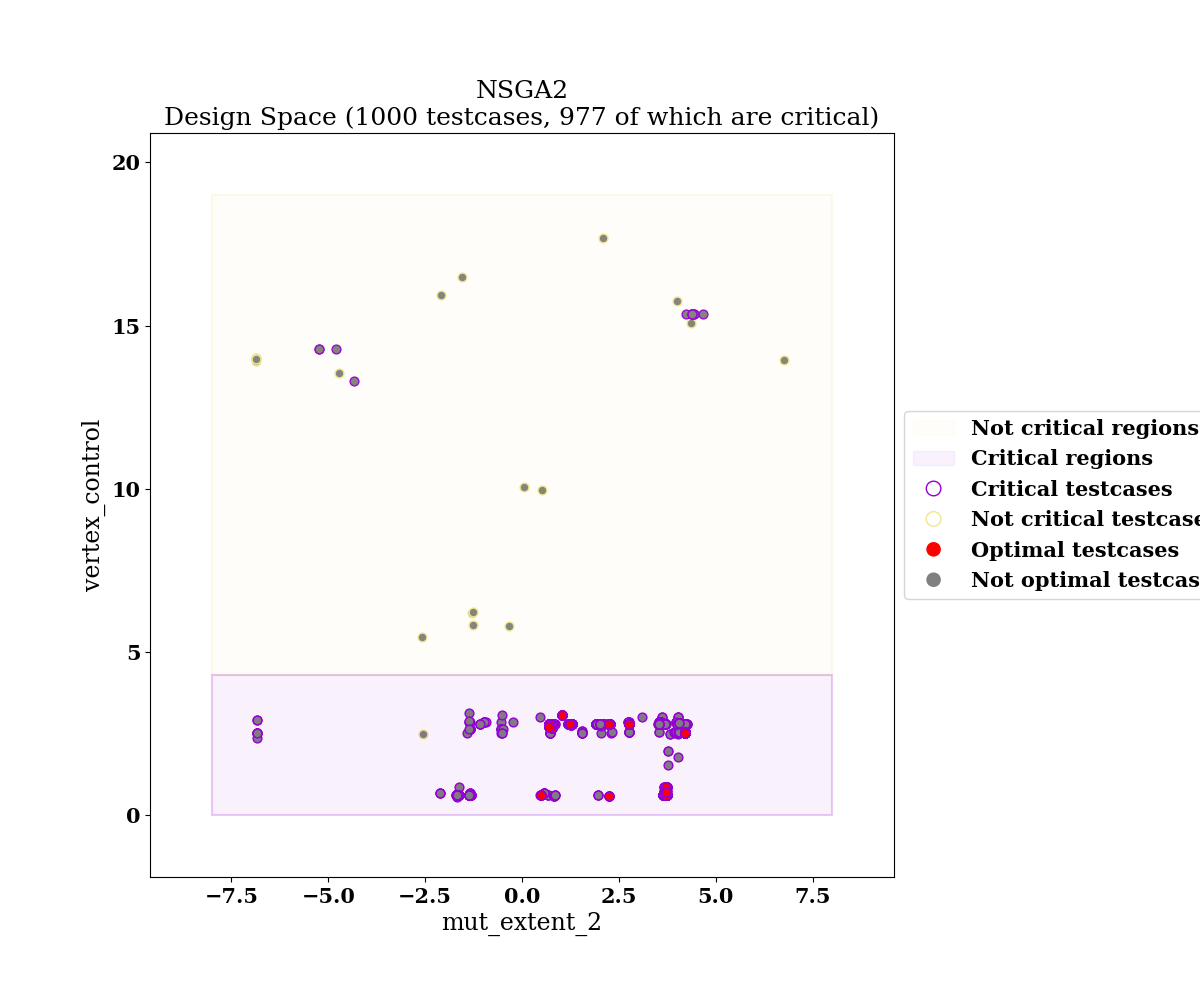 NSGA2
Design Space (1000 testcases, 977 of which are critical)
20
15
10
5
0
vertex_control
−7.5 −5.0 −2.5 0.0 2.5 5.0 7.5
mut_extent_2
Not critical regions
Critical regions
Critical testcases
Not critical testcase
Optimal testcases
Not optimal testcas